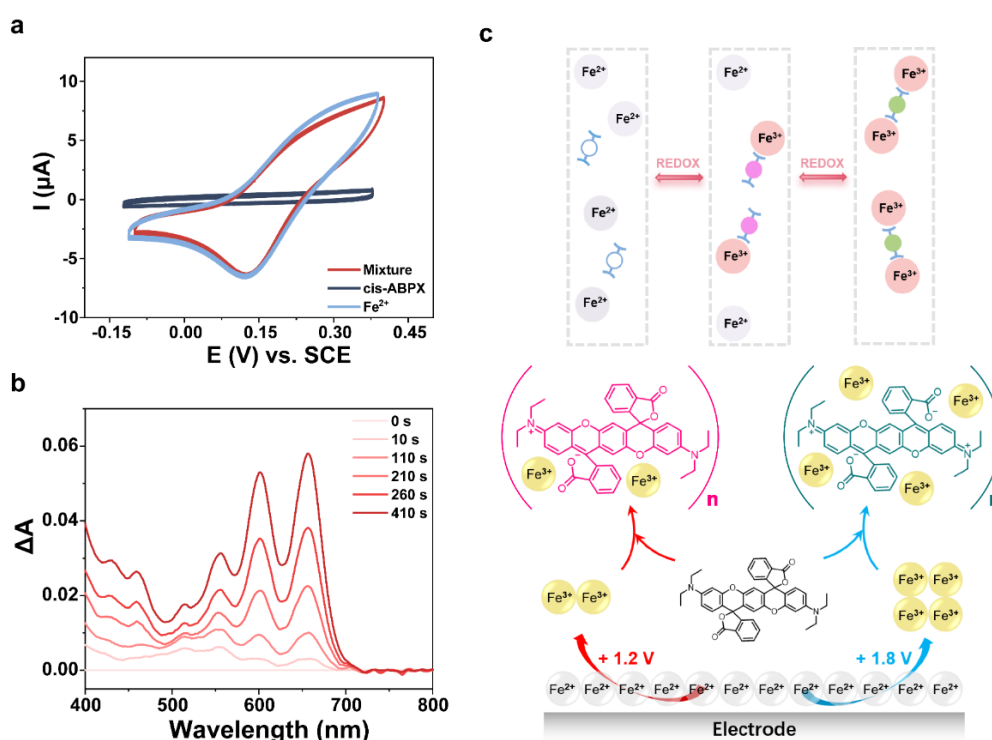 a
10
5
0
-5
-10
I (µA)
Mixture
cis-ABPX
Fe²⁺
-0.15
0.00
0.15
0.30
0.45
E (V) vs. SCE
b
0.06
0.04
0.02
0.00
ΔA
0 s
10 s
110 s
210 s
260 s
410 s
400
500
600
700
800
Wavelength (nm)
c
Fe²⁺
Fe²⁺
Fe²⁺
Fe²⁺
REDOX
Fe²⁺
Fe³⁺
Fe³⁺
Fe²⁺
REDOX
Fe³⁺
Fe³⁺
Fe³⁺
Fe³⁺
O
O
O
N
+
O
N
O⁻
O
Fe³⁺
Fe³⁺
n
Fe³⁺
Fe³⁺
O
O⁻
O
N
+
O
N
+
O⁻
O
Fe³⁺
Fe³⁺
Fe³⁺ Fe³⁺
O
O
N
O
O
N
O
O
Fe³⁺ Fe³⁺
Fe³⁺ Fe³⁺
+ 1.2 V
+ 1.8 V
Fe²⁺ Fe²⁺ Fe²⁺ Fe²⁺ Fe²⁺ Fe²⁺ Fe²⁺ Fe²⁺ Fe²⁺ Fe²⁺ Fe²⁺ Fe²⁺
Electrode